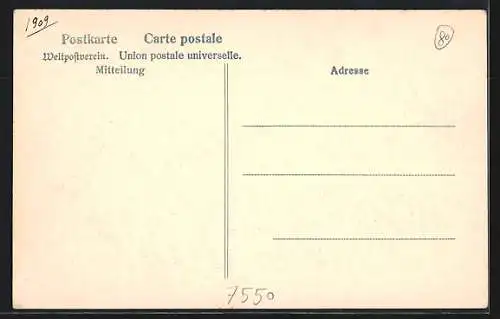 1909
80
Postkarte Carte postale
Weltpostverein. Union postale universelle.
Mitteilung
Adresse
7550